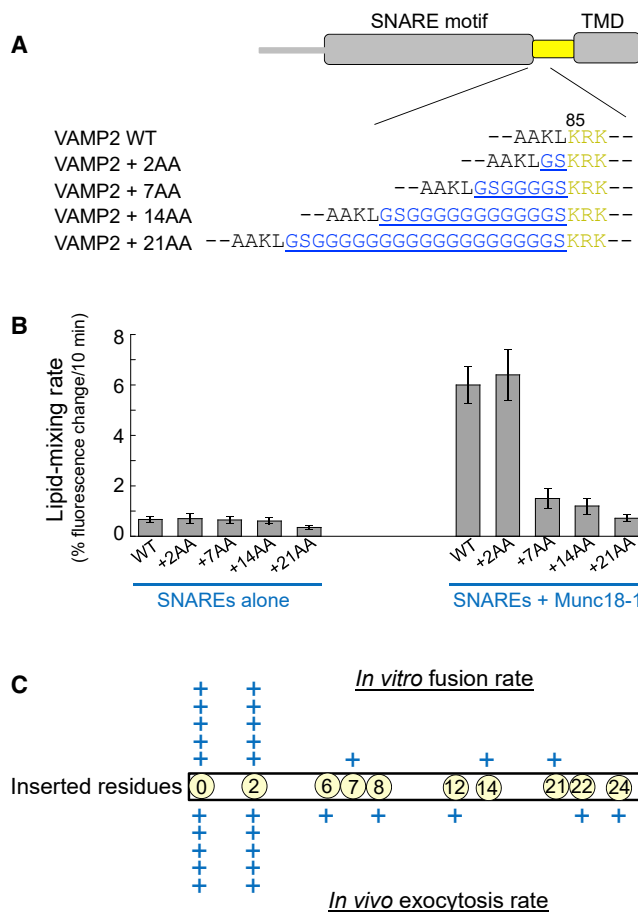 A
SNARE motif TMD
85
VAMP2 WT --AAKLKRK--
VAMP2 + 2AA --AAKLGSKRK--
VAMP2 + 7AA --AAKLGSGGGGSKRK--
VAMP2 + 14AA --AAKLGSGGGGGGGGGGGSKRK--
VAMP2 + 21AA --AAKLGSGGGGGGGGGGGGGGGGGGSKRK--
B
Lipid-mixing rate
(% fluorescence change/10 min)
8
6
4
2
0
WT +2AA +7AA +14AA +21AA
WT +2AA +7AA +14AA +21AA
SNAREs alone
SNAREs + Munc18-1
C
In vitro fusion rate
+ +
+ +
+ +
+ +
+ + + + +
Inserted residues 0 2 6 7 8 12 14 21 22 24
+ + + + + + +
+ +
+ +
+ +
+ +
In vivo exocytosis rate